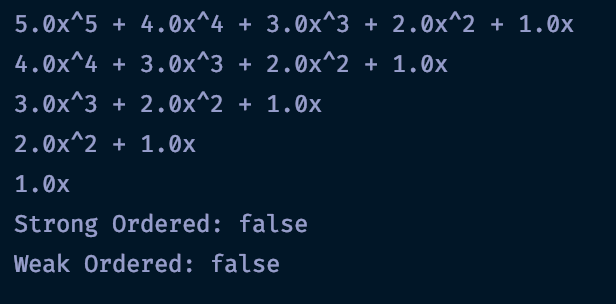 5.0x^5 + 4.0x^4 + 3.0x^3 + 2.0x^2 + 1.0x
4.0x^4 + 3.0x^3 + 2.0x^2 + 1.0x
3.0x^3 + 2.0x^2 + 1.0x
2.0x^2 + 1.0x
1.0x
Strong Ordered: false
Weak Ordered: false